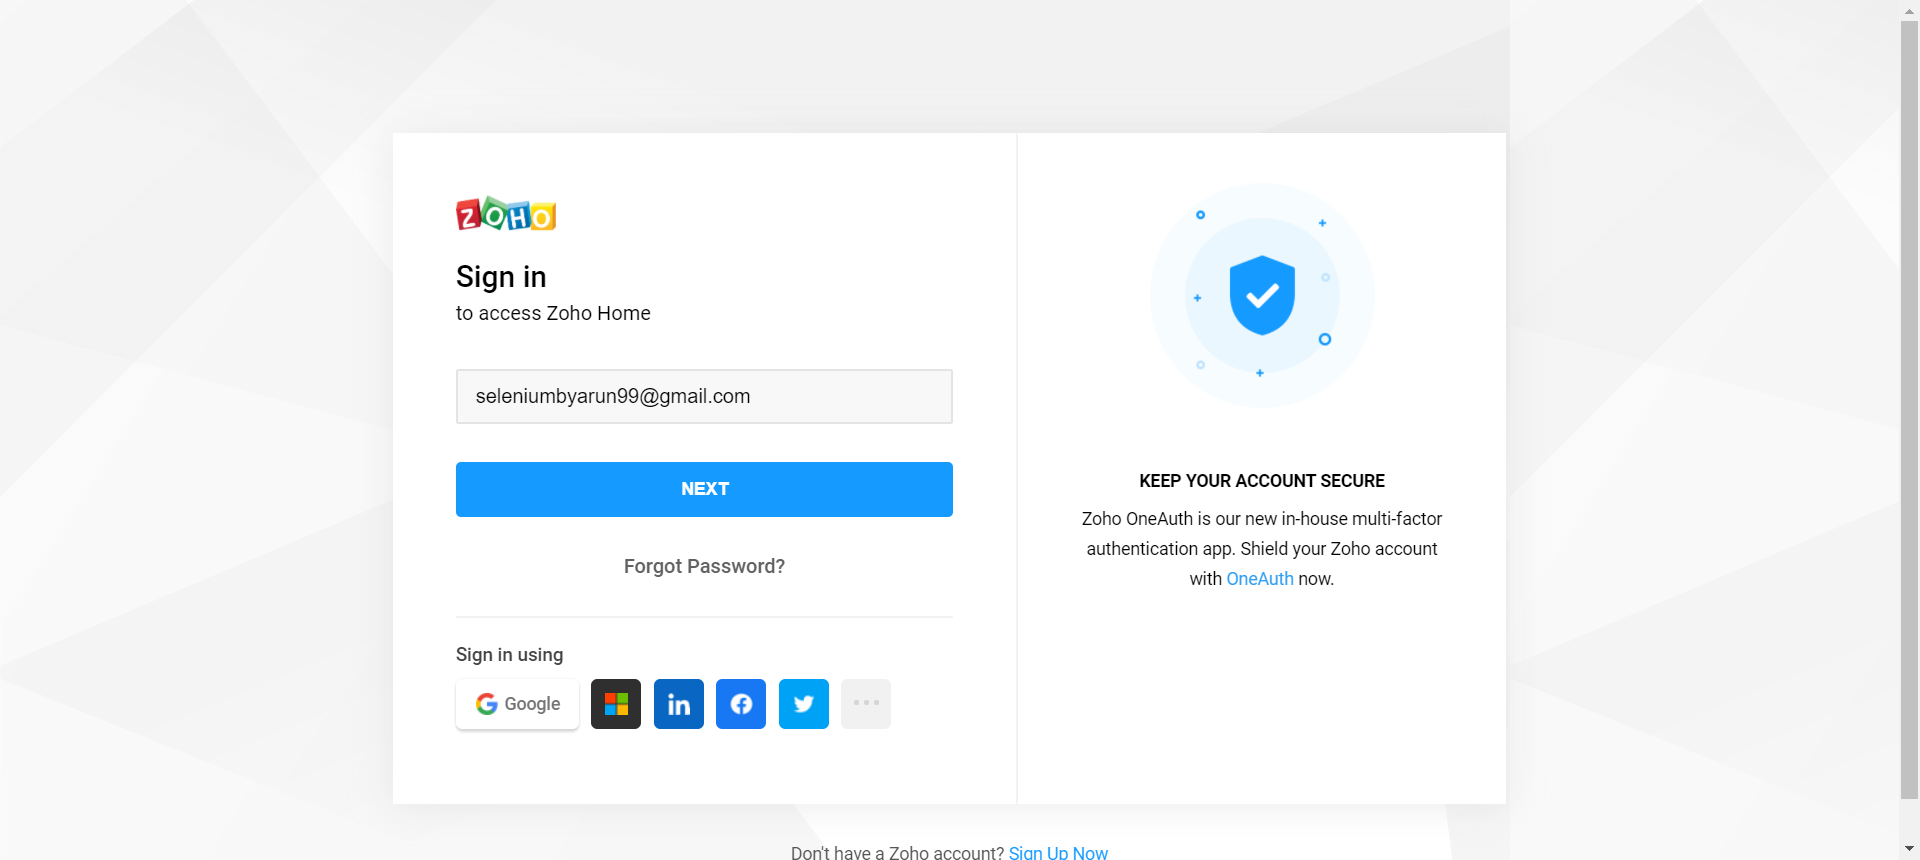 ZOHO
Sign in
to access Zoho Home
seleniumbyarun99@gmail.com
NEXT
Forgot Password?
Sign in using
Google
in
KEEP YOUR ACCOUNT SECURE
Zoho OneAuth is our new in-house multi-factor
authentication app. Shield your Zoho account
with OneAuth now.
Don't have a Zoho account? Sign Up Now